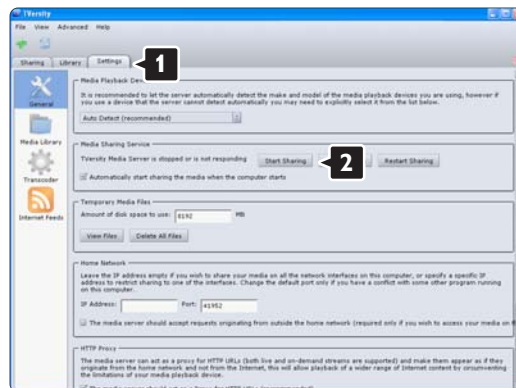 TVersity
File View Advanced Help
Sharing Library Settings
1
General
Media Library
Transcoder
Internet Feeds
Media Playback Dev
It is recommended to let the server automatically detect the make and model of the media playback devices you are using, however if
you use a device that the server cannot detect automatically you may need to explicitly select it from the list below.
Auto Detect (recommended)
Media Sharing Service
TVersity Media Server is stopped or is not responding Start Sharing 2 Restart Sharing
Automatically start sharing the media when the computer starts
Temporary Media Files
Amount of disk space to use: 8192 MB
View Files Delete All Files
Home Network
Leave the IP address empty if you wish to share your media on all the network interfaces on this computer, or specify a specific IP
address to restrict sharing to one of the interfaces. Change the default port only if you have a conflict with some other program running
on this computer.
IP Address: Port: 41952
The media server should accept requests originating from outside the home network (required only if you wish to access your media on
HTTP Proxy
The media server can act as a proxy for HTTP URLs (both live and on-demand streams are supported) and make them appear as if they
originate from the home network and not from the Internet, this will allow playback of a wider range of Internet content by circumventing
the limitations of your media playback device.